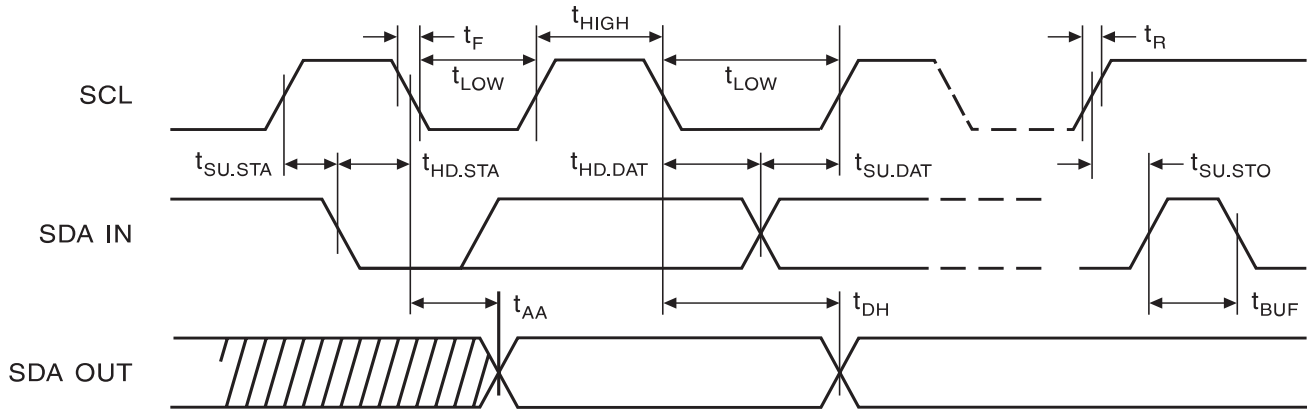 tF
tHIGH
tR
SCL
tLOW
tLOW
tSU.STA
tHD.STA
tHD.DAT
tSU.DAT
tSU.STO
SDA IN
tAA
tDH
tBUF
SDA OUT